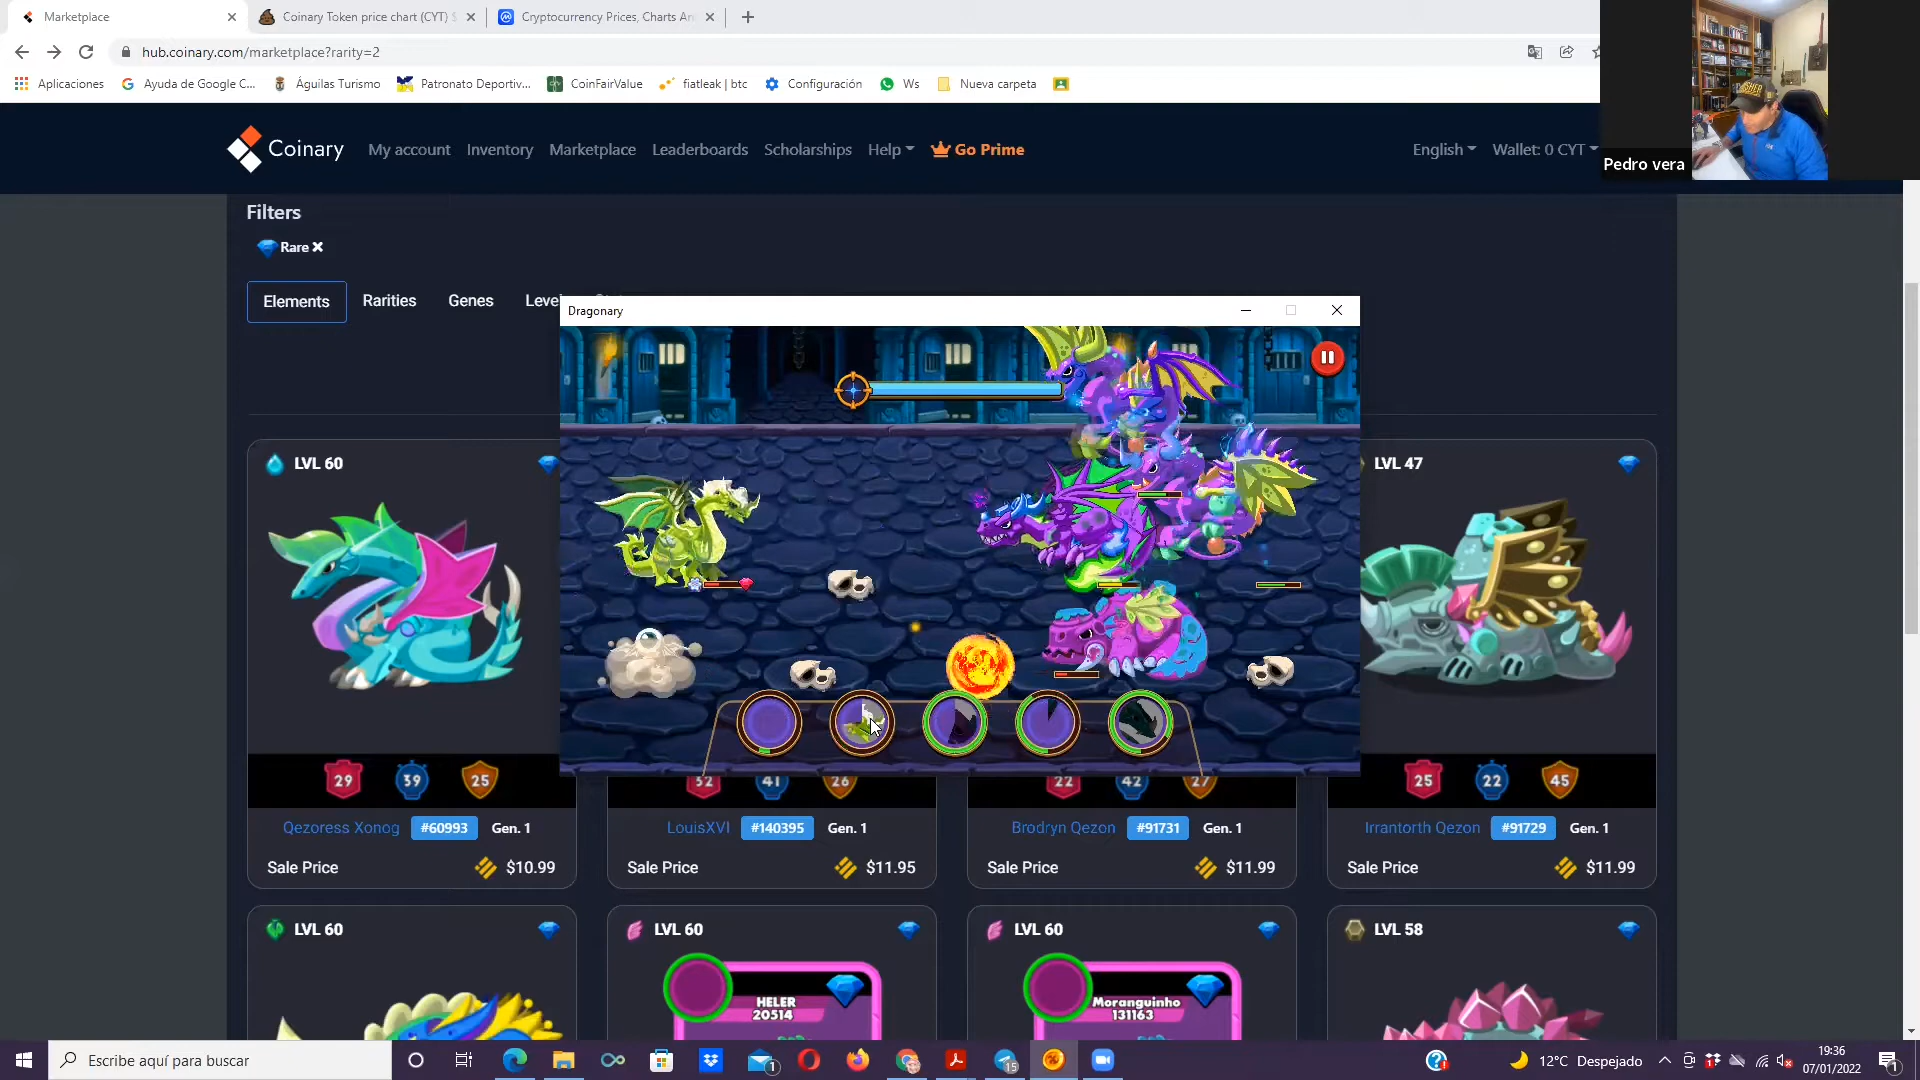 Marketplace
Coinary Token price chart (CYT) $
Cryptocurrency Prices, Charts An
hub.coinary.com/marketplace?rarity=2
Aplicaciones
Ayuda de Google C...
Águilas Turismo
Patronato Deportiv...
CoinFairValue
fiatleak | btc
Configuración
Ws
Nueva carpeta
Pedro vera
Coinary
My account
Inventory
Marketplace
Leaderboards
Scholarships
Help
Go Prime
English
Wallet: 0 CYT
Filters
Rare
Elements
Rarities
Genes
Dragonary
LVL 60
LVL 47
29 39 25
32 41 26
22 42 27
25 22 45
Qezoress Xonog #60993 Gen. 1
LouisXVI #140395 Gen. 1
Brodryn Qezon #91731 Gen. 1
Irrantorth Qezon #91729 Gen. 1
Sale Price $10.99
Sale Price $11.95
Sale Price $11.99
Sale Price $11.99
LVL 60
LVL 60
LVL 60
LVL 58
HELER
20514
Moranguinho
131163
Escribe aquí para buscar
1
15
12°C Despejado
19:36
07/01/2022
1